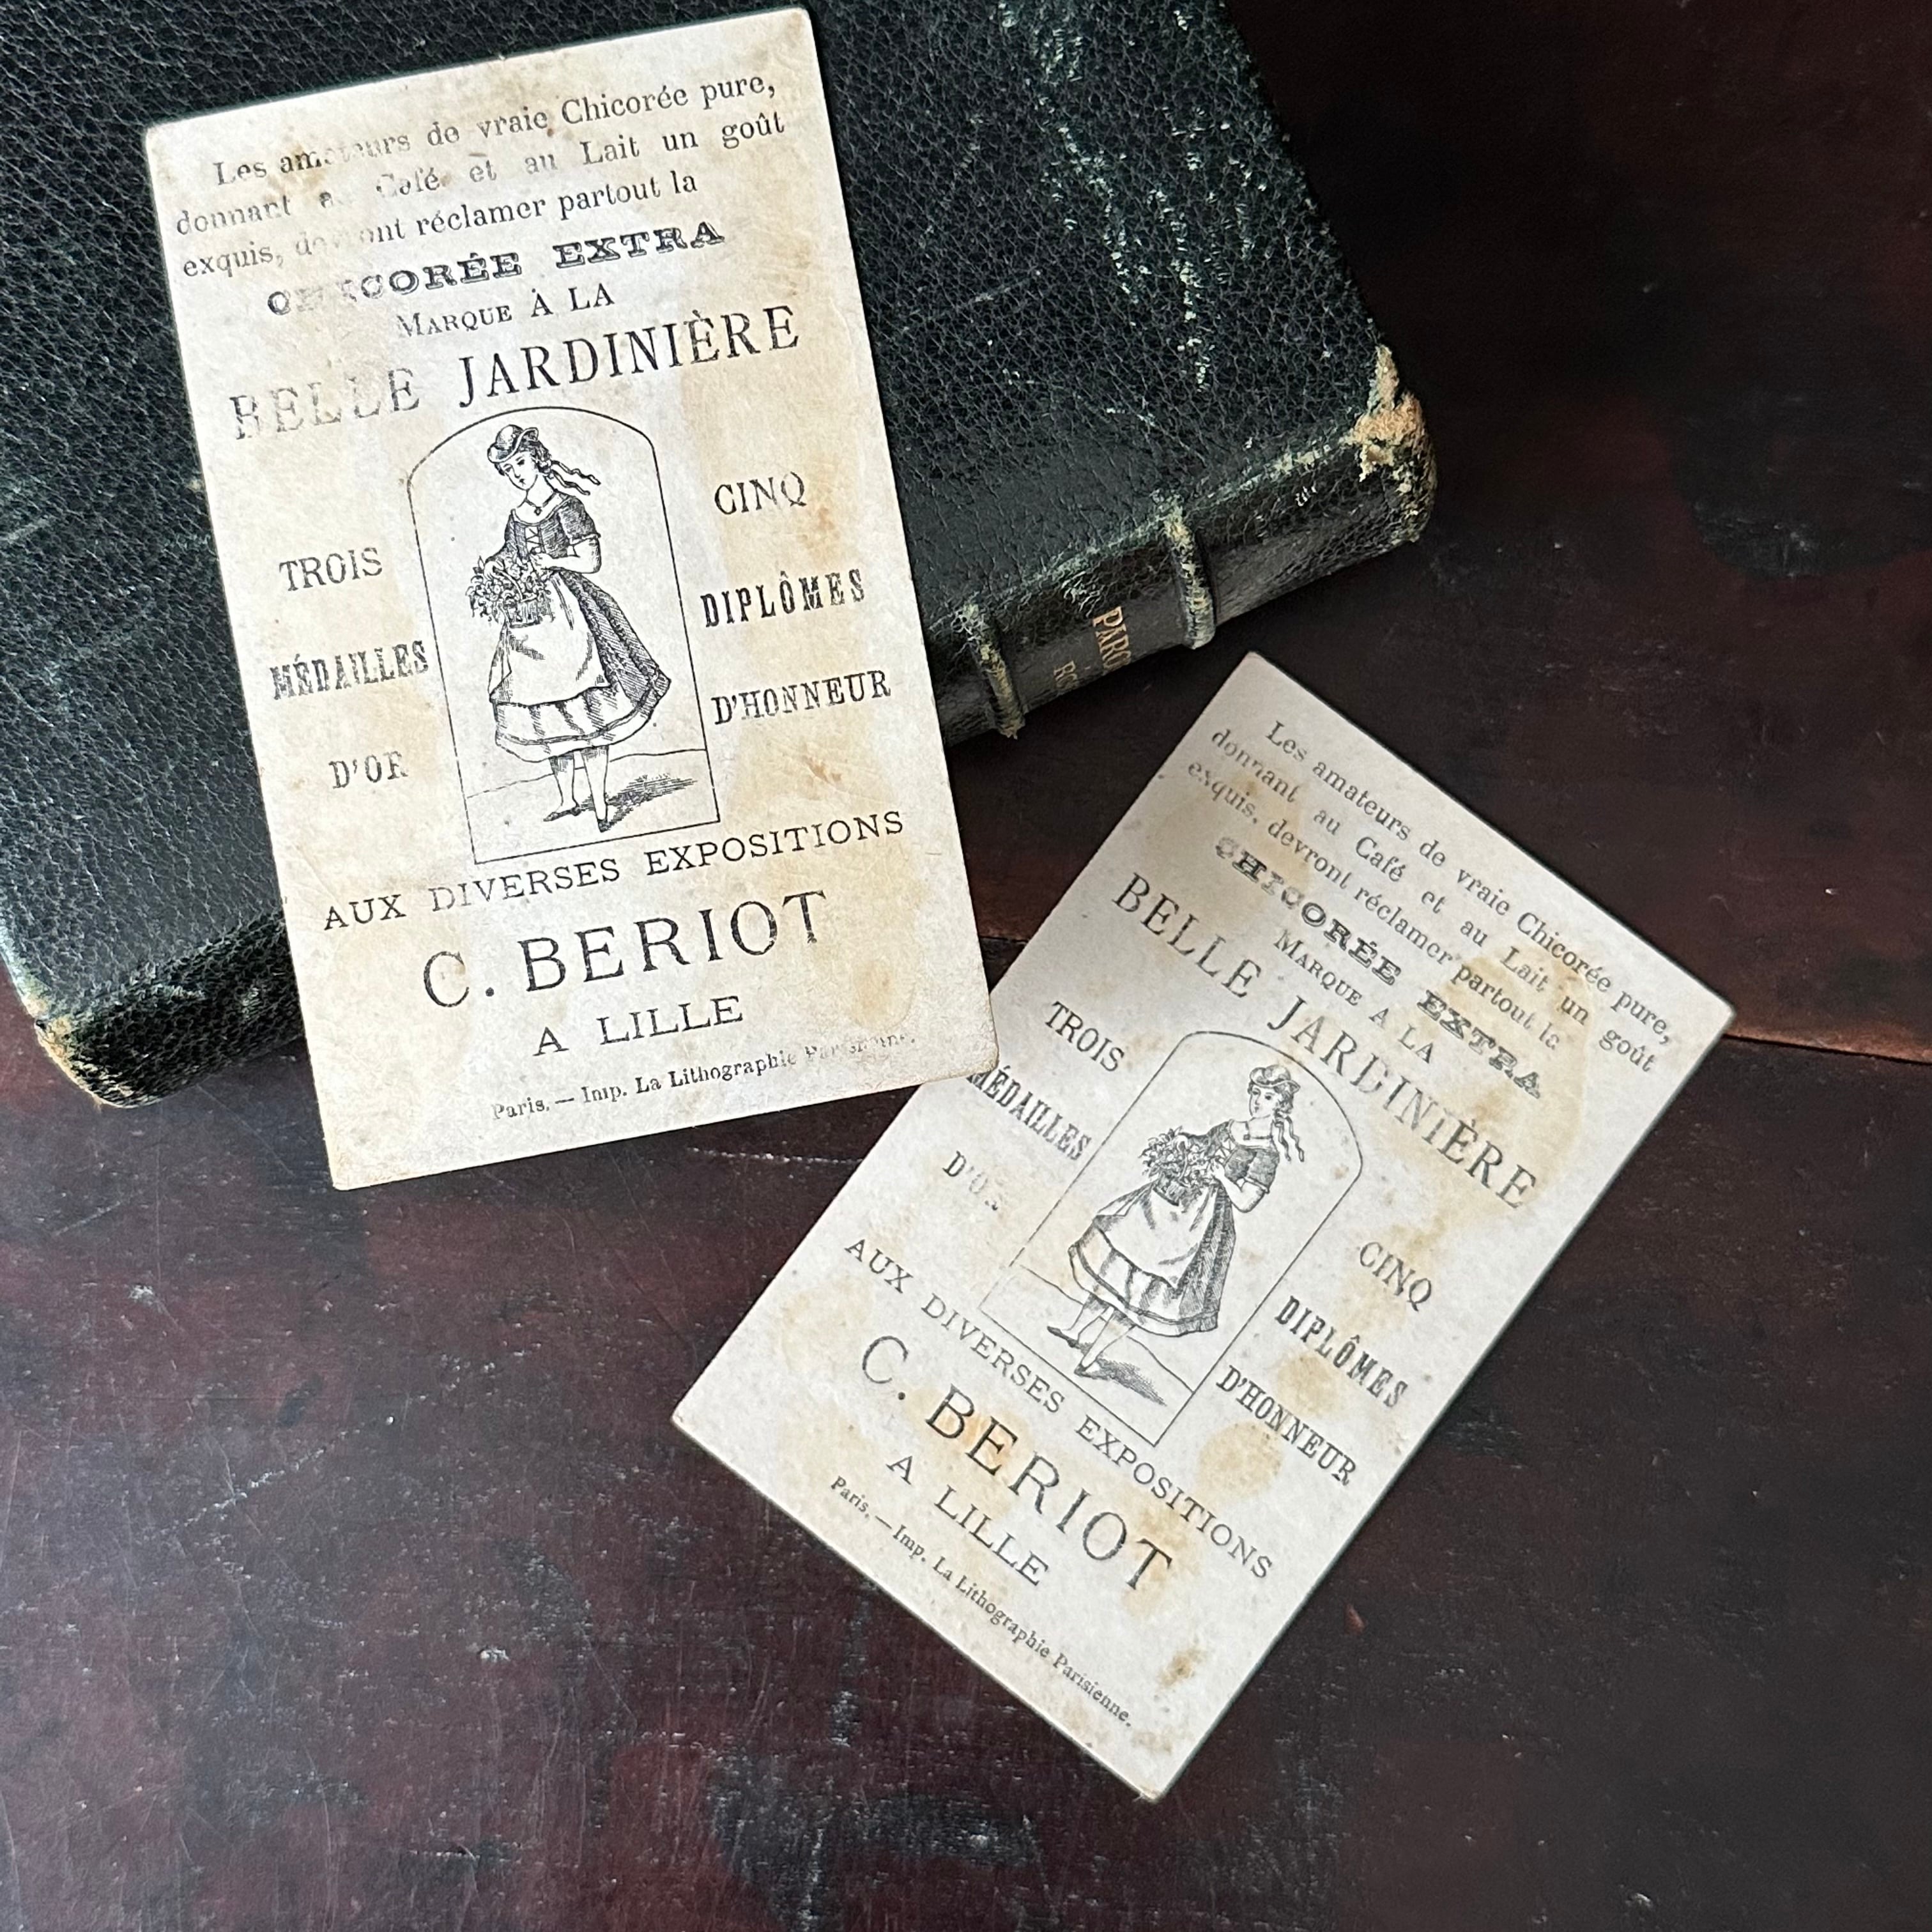 Les amateurs de vraie Chicorée pure,
donnant au Café et au Lait un goût
exquis, devront réclamer partout la
CHICORÉE EXTRA
MARQUE À LA
BELLE JARDINIÈRE
TROIS
MÉDAILLES
D'OR
CINQ
DIPLÔMES
D'HONNEUR
AUX DIVERSES EXPOSITIONS
C. BERIOT
A LILLE
Paris. — Imp. La Lithographie Parisienne.
Les amateurs de vraie Chicorée pure,
donnant au Café et au Lait un goût
exquis, devront réclamer partout la
CHICORÉE EXTRA
MARQUE A LA
BELLE JARDINIÈRE
TROIS
MÉDAILLES
D'OR
CINQ
DIPLÔMES
D'HONNEUR
AUX DIVERSES EXPOSITIONS
C. BERIOT
A LILLE
Paris. — Imp. La Lithographie Parisienne.